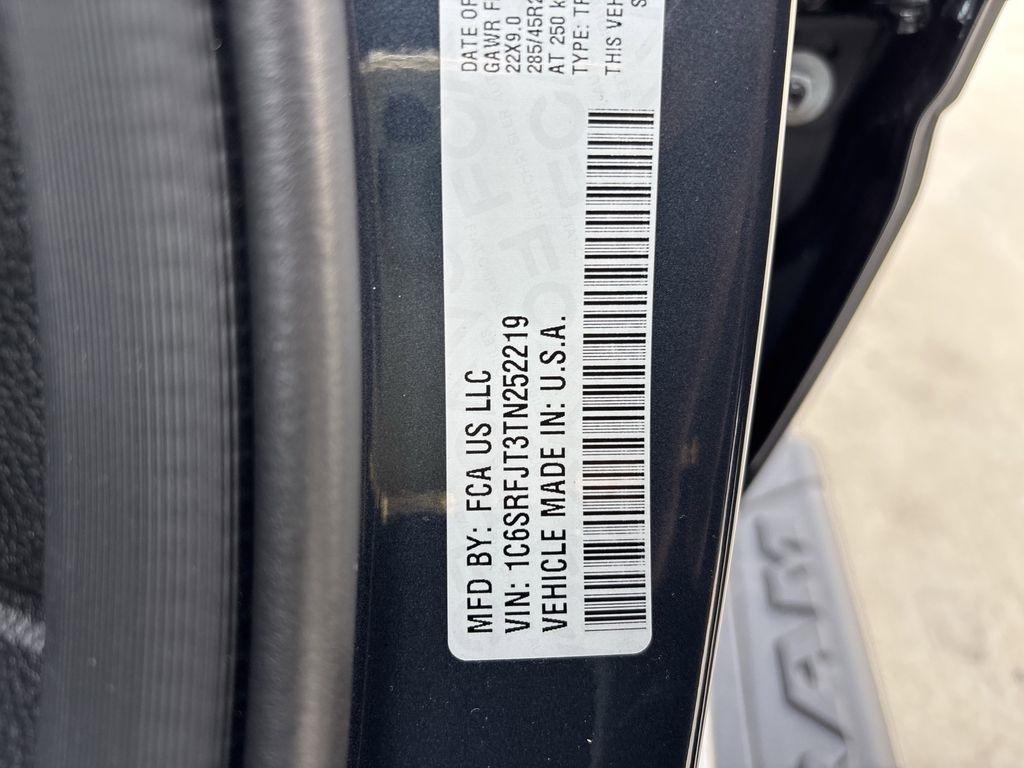 MFD BY: FCA US LLC
VIN: 1C6SRFJT3TN252219
VEHICLE MADE IN: U.S.A.
DATE OF
GAWR
22X9.0
285/45R2
AT 250
TYPE:
THIS VEH
RAM